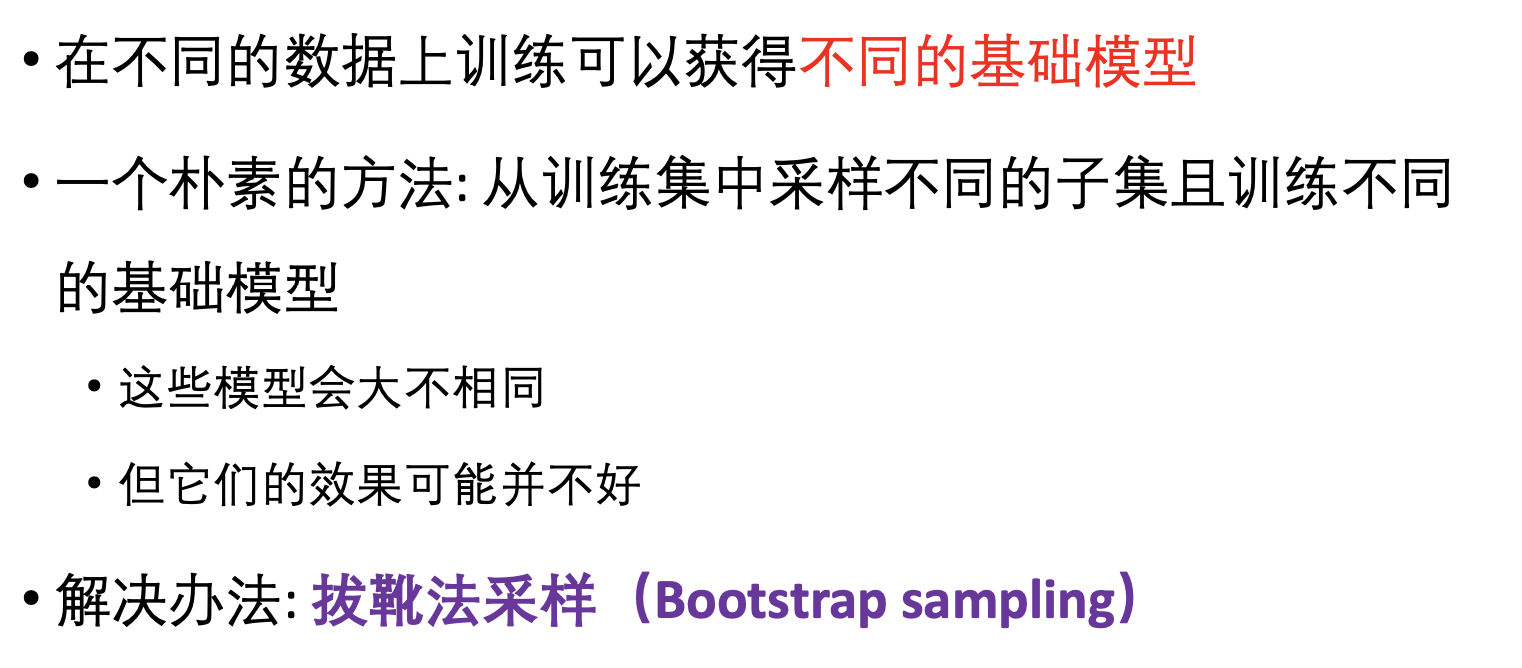 • 在不同的数据上训练可以获得不同的基础模型
• 一个朴素的方法: 从训练集中采样不同的子集且训练不同
的基础模型
• 这些模型会大不相同
• 但它们的效果可能并不好
• 解决办法: 拔靴法采样（Bootstrap sampling）